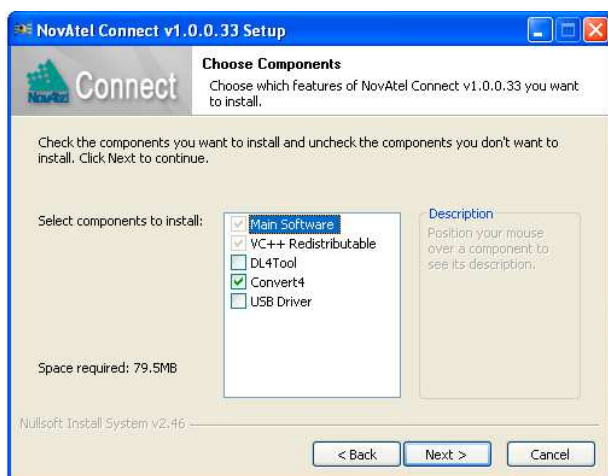 NovAtel Connect v1.0.0.33 Setup
NovAtel Connect
Choose Components
Choose which features of NovAtel Connect v1.0.0.33 you want
to install.
Check the components you want to install and uncheck the components you don't want to
install. Click Next to continue.
Select components to install:
Main Software
VC++ Redistributable
DL4Tool
Convert4
USB Driver
Description
Position your mouse
over a component to
see its description.
Space required: 79.5MB
Nullsoft Install System v2.46
< Back
Next >
Cancel